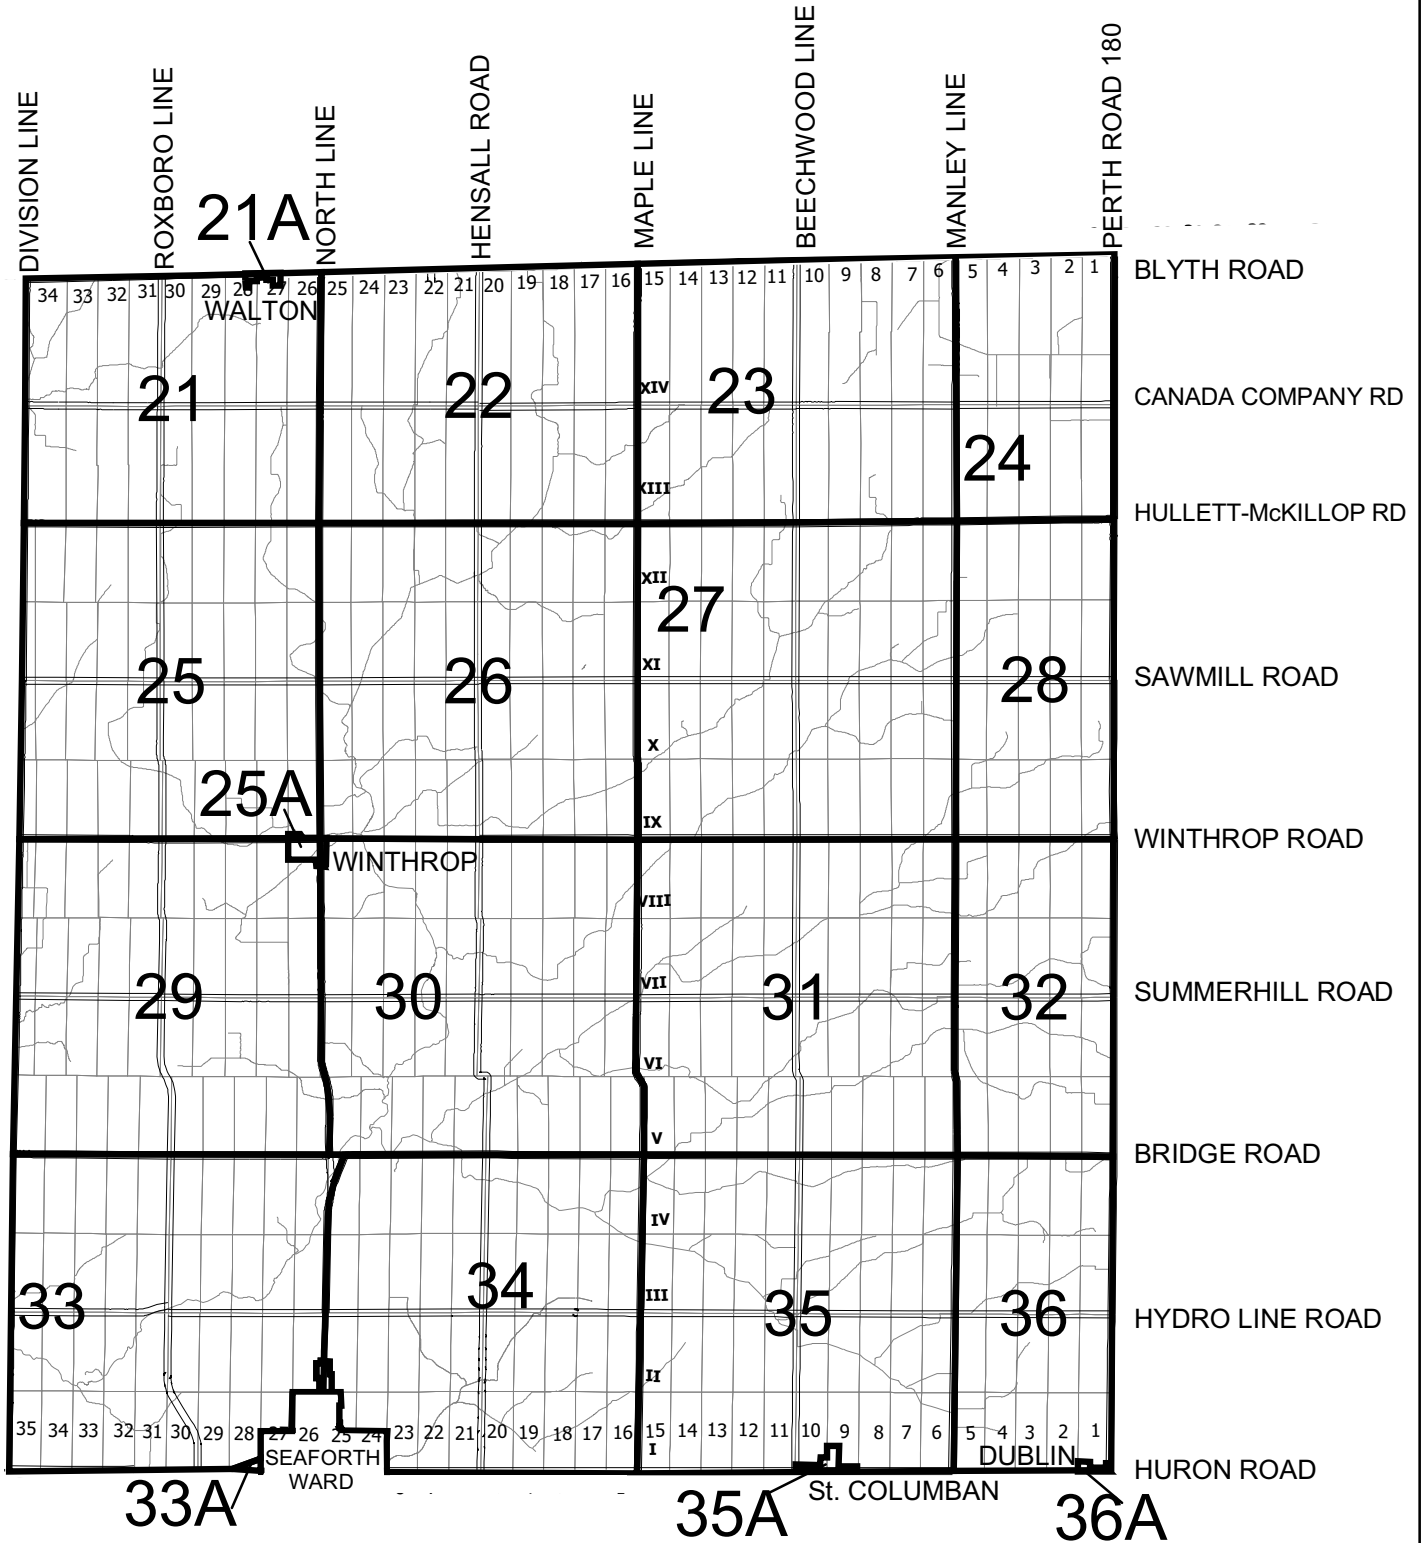 DIVISION LINE
ROXBORO LINE
NORTH LINE
HENSALL ROAD
MAPLE LINE
BEECHWOOD LINE
MANLEY LINE
PERTH ROAD 180
21A
BLYTH ROAD
34 33 32 31 30 29 28 27 26 25 24 23 22 21 20 19 18 17 16 15 14 13 12 11 10 9 8 7 6 5 4 3 2 1
WALTON
21 22 XIV 23
CANADA COMPANY RD
24
XIII
HULLETT-McKILLOP RD
XII
27
XI
25 26 28
SAWMILL ROAD
X
25A
IX
WINTHROP ROAD
WINTHROP
VIII
VII
29 30 31 32
SUMMERHILL ROAD
VI
V
BRIDGE ROAD
IV
34
III
33 35 36
HYDRO LINE ROAD
II
35 34 33 32 31 30 29 28 27 26 25 24 23 22 21 20 19 18 17 16 15 14 13 12 11 10 9 8 7 6 5 4 3 2 1
I
SEAFORTH
WARD
DUBLIN
HURON ROAD
St. COLUMBAN
33A
35A
36A